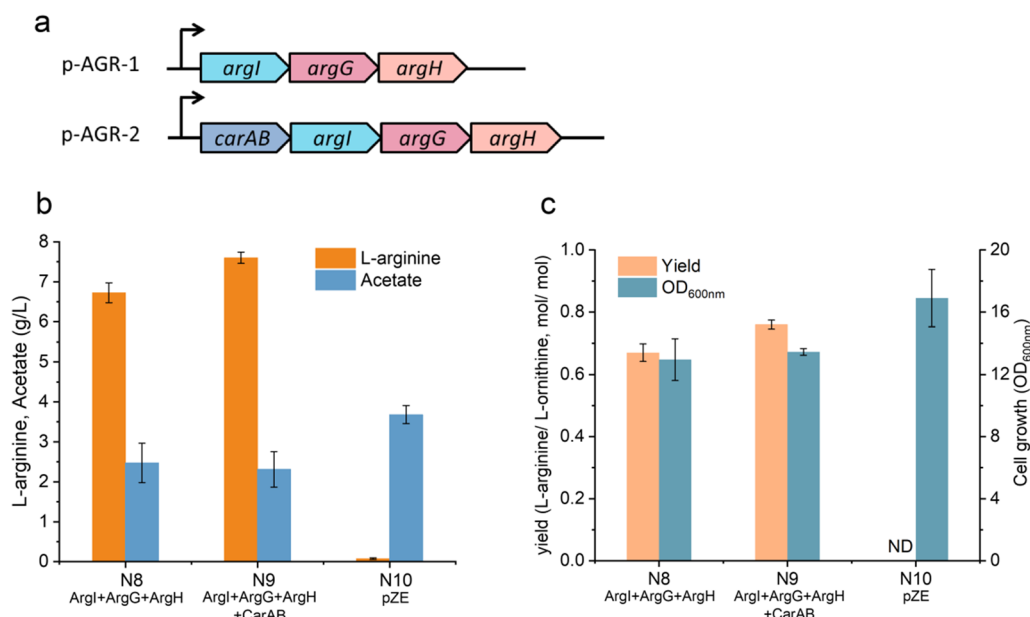 a
p-AGR-1
argI argG argH
p-AGR-2
carAB argI argG argH
b
L-arginine, Acetate (g/L)
8
7
6
5
4
3
2
1
0
L-arginine
Acetate
N8 N9 N10
ArgI+ArgG+ArgH ArgI+ArgG+ArgH pZE
+CarAB
c
yield (L-arginine/ L-ornithine, mol/ mol)
1.0
0.8
0.6
0.4
0.2
0.0
Yield
OD600nm
ND
20
16
12
8
4
0
Cell growth (OD600nm)
N8 N9 N10
ArgI+ArgG+ArgH ArgI+ArgG+ArgH pZE
+CarAB